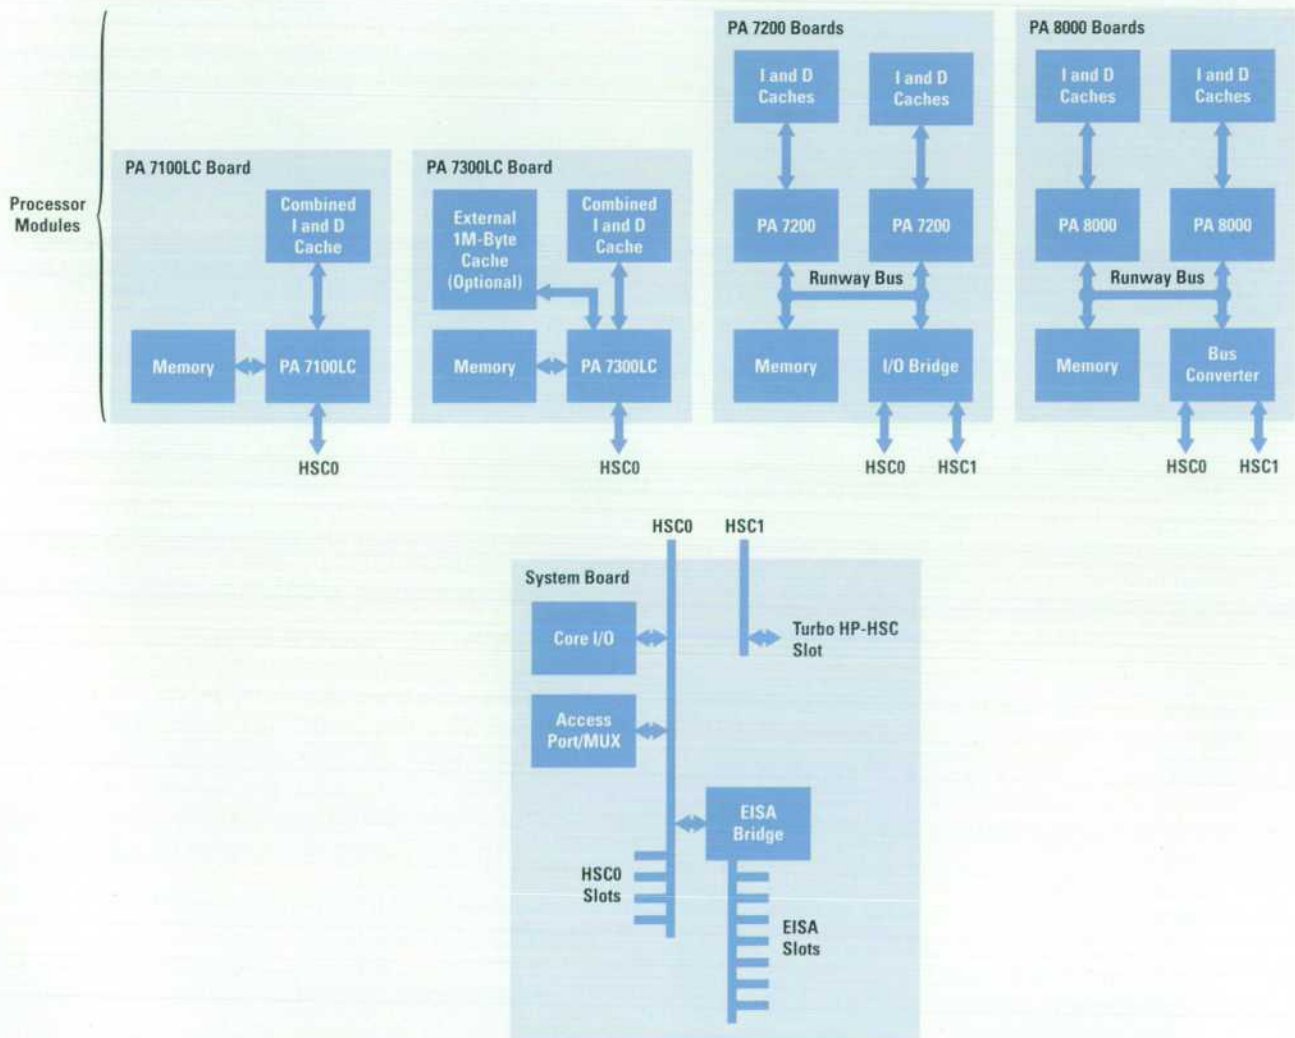 Processor
Modules
PA 7100LC Board
Combined
I and D
Cache
Memory
PA 7100LC
HSC0
PA 7300LC Board
External
1M-Byte
Cache
(Optional)
Combined
I and D
Cache
Memory
PA 7300LC
HSC0
PA 7200 Boards
I and D
Caches
I and D
Caches
PA 7200
PA 7200
Runway Bus
Memory
I/O Bridge
HSC0
HSC1
PA 8000 Boards
I and D
Caches
I and D
Caches
PA 8000
PA 8000
Runway Bus
Memory
Bus
Converter
HSC0
HSC1
HSC0
HSC1
System Board
Core I/O
Turbo HP-HSC
Slot
Access
Port/MUX
EISA
Bridge
HSC0
Slots
EISA
Slots